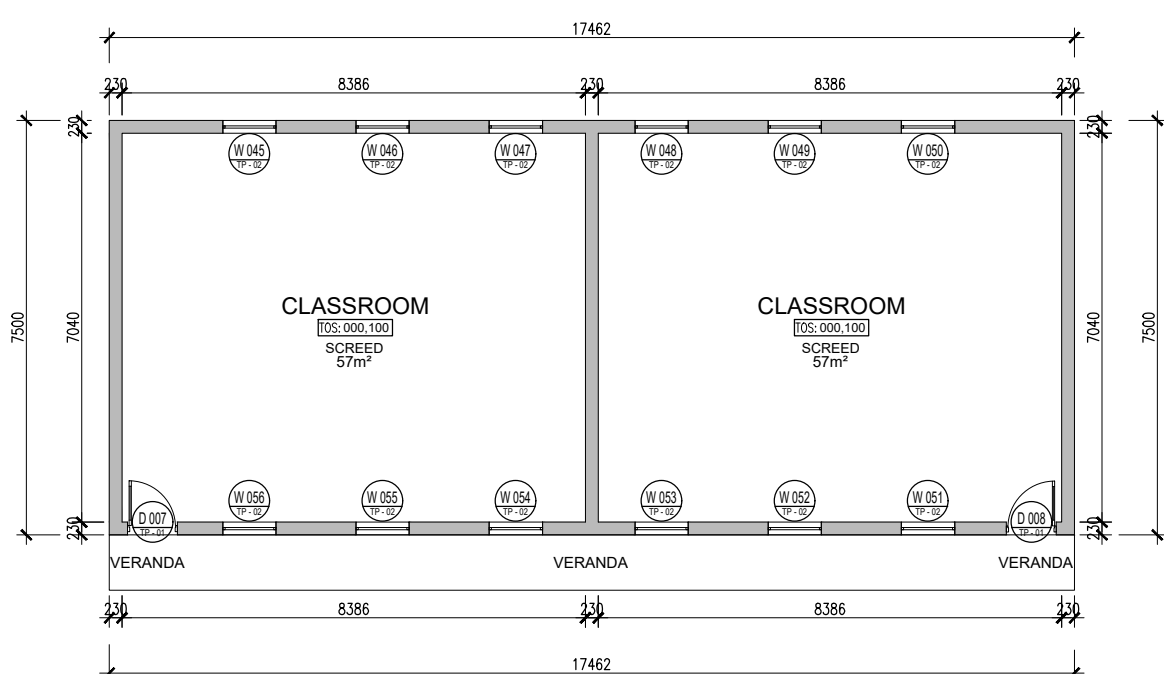 17462
230 8386 230 8386 230
230 230
W 045 W 046 W 047 W 048 W 049 W 050
TP - 02 TP - 02 TP - 02 TP - 02 TP - 02 TP - 02
CLASSROOM CLASSROOM
7500 7040 TOS: 000,100 TOS: 000,100 7040 7500
SCREED SCREED
57m² 57m²
W 056 W 055 W 054 W 053 W 052 W 051
TP - 02 TP - 02 TP - 02 TP - 02 TP - 02 TP - 02
230 D 007 D 008 230
TP - 01 TP - 01
VERANDA VERANDA VERANDA
230 8386 230 8386 230
17462